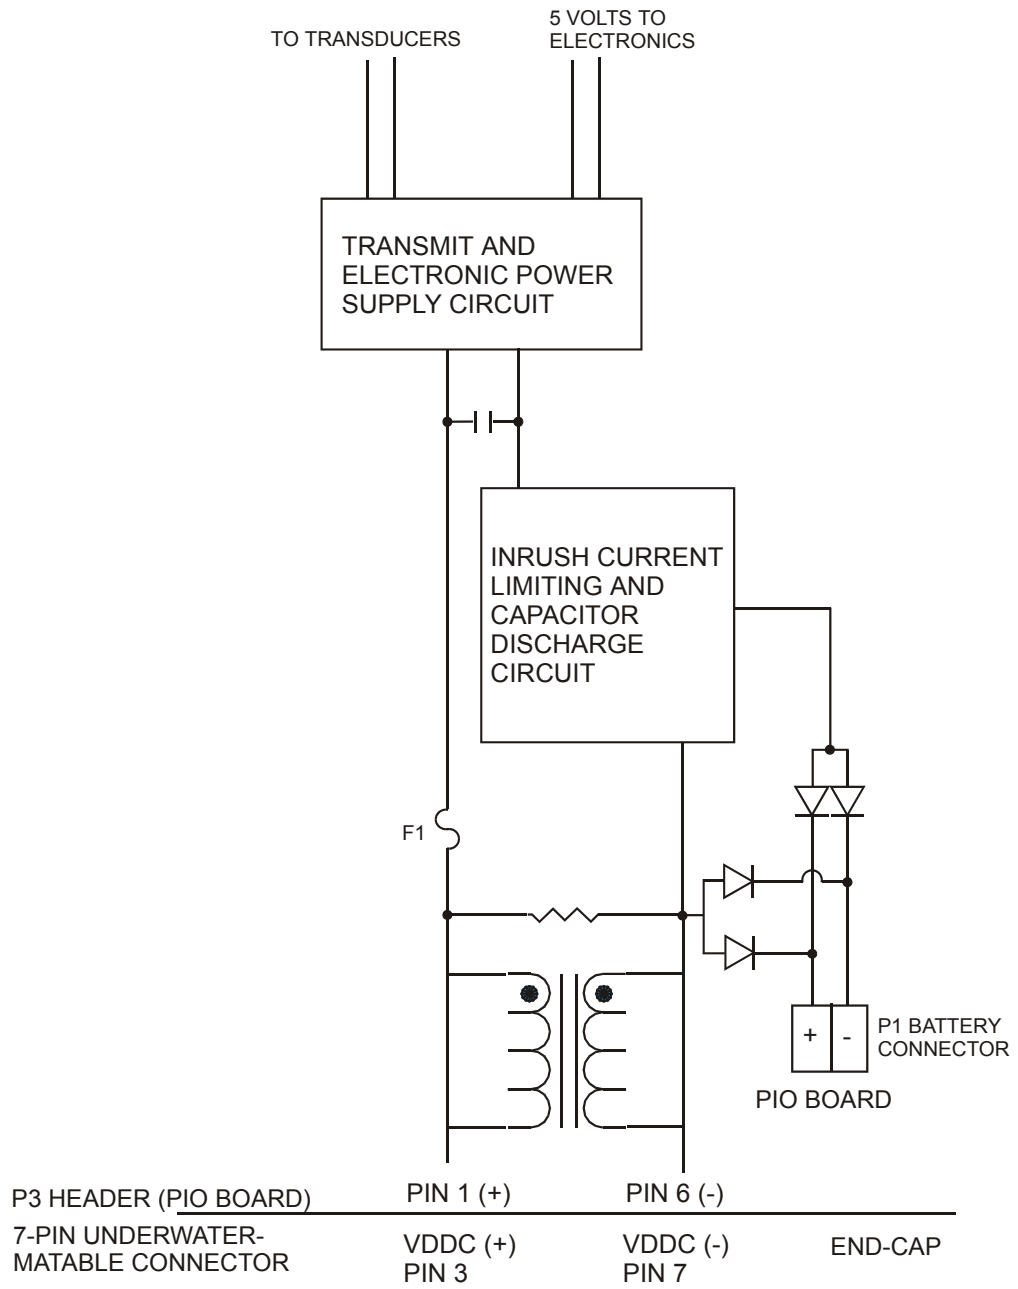 TO TRANSDUCERS
5 VOLTS TO
ELECTRONICS
TRANSMIT AND
ELECTRONIC POWER
SUPPLY CIRCUIT
INRUSH CURRENT
LIMITING AND
CAPACITOR
DISCHARGE
CIRCUIT
F1
+
-
P1 BATTERY
CONNECTOR
PIO BOARD
P3 HEADER (PIO BOARD)
PIN 1 (+)
PIN 6 (-)
7-PIN UNDERWATER-
MATABLE CONNECTOR
VDDC (+)
PIN 3
VDDC (-)
PIN 7
END-CAP